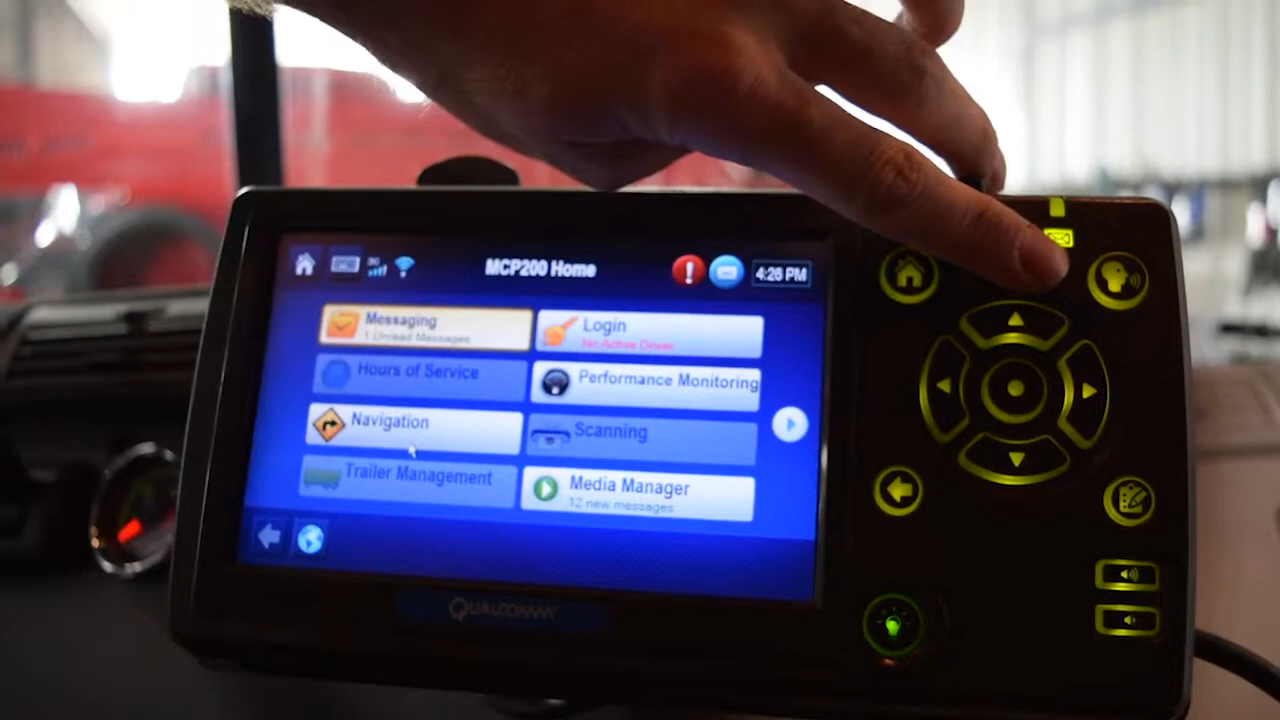 3G
MCP200 Home
4:26 PM
Messaging
1 Unread Messages
Login
No Active Driver
Hours of Service
Performance Monitoring
Navigation
Scanning
Trailer Management
Media Manager
12 new messages
QUALCOMM